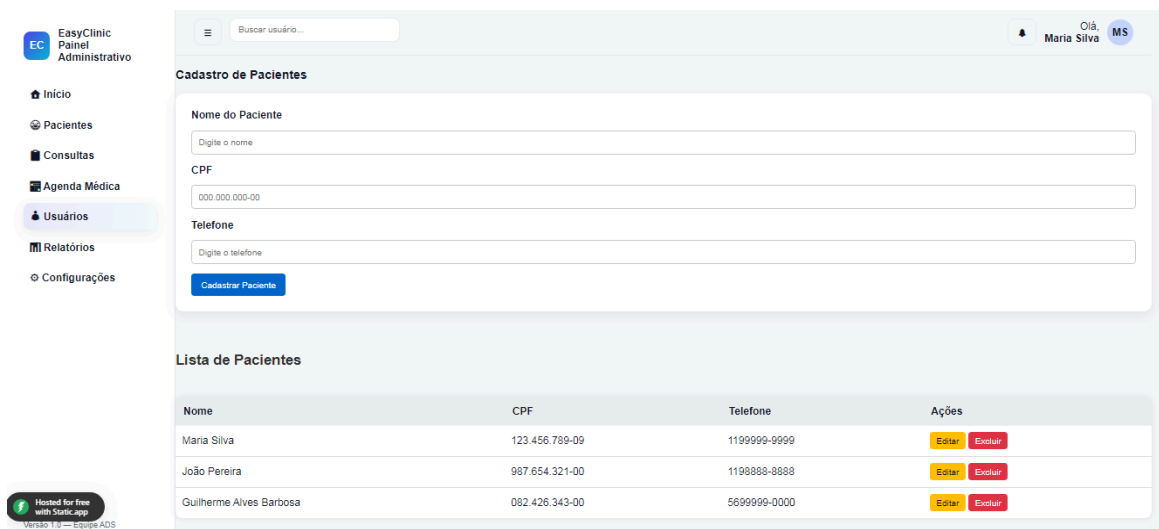 EC
EasyClinic
Painel
Administrativo
Início
Pacientes
Consultas
Agenda Médica
Usuários
Relatórios
Configurações
Hosted for free
with Static.app
Versão 1.0 — Equipe ADS
Buscar usuário...
Olá,
Maria Silva
MS
Cadastro de Pacientes
Nome do Paciente
Digite o nome
CPF
000.000.000-00
Telefone
Digite o telefone
Cadastrar Paciente
Lista de Pacientes
Nome CPF Telefone Ações
Maria Silva 123.456.789-09 1199999-9999 Editar Excluir
João Pereira 987.654.321-00 1198888-8888 Editar Excluir
Guilherme Alves Barbosa 082.426.343-00 5699999-0000 Editar Excluir